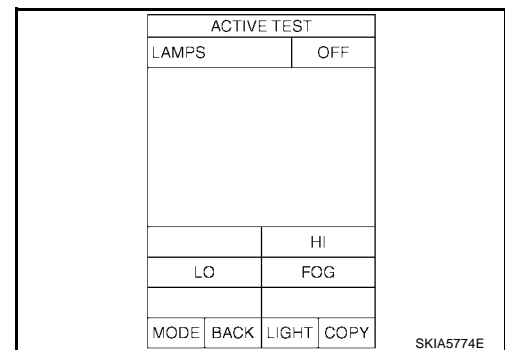 ACTIVE TEST
LAMPS OFF
HI
LO FOG
MODE BACK LIGHT COPY
SKIA5774E